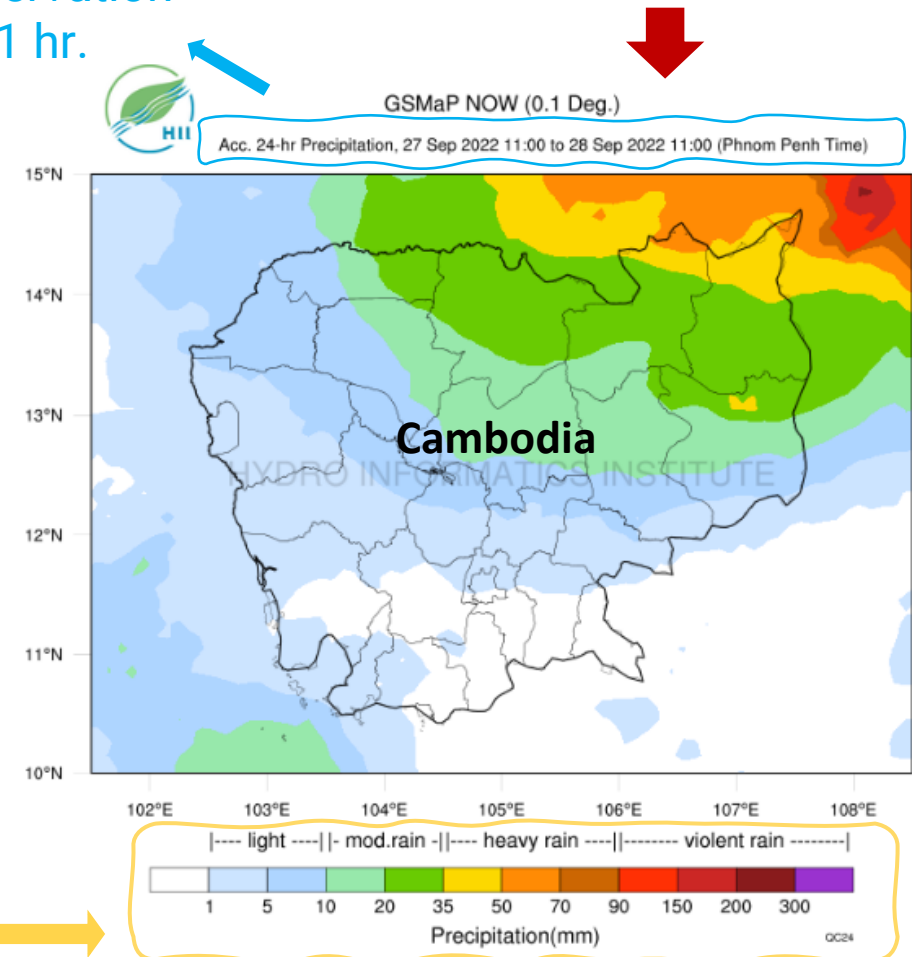 1 hr.
HII
GSMaP NOW (0.1 Deg.)
Acc. 24-hr Precipitation, 27 Sep 2022 11:00 to 28 Sep 2022 11:00 (Phnom Penh Time)
15°N
14°N
13°N
Cambodia
HYDRO INFORMATICS INSTITUTE
12°N
11°N
10°N
102°E 103°E 104°E 105°E 106°E 107°E 108°E
|---- light ----||- mod.rain -||---- heavy rain ----||-------- violent rain --------|
1 5 10 20 35 50 70 90 150 200 300
Precipitation(mm)
QC24